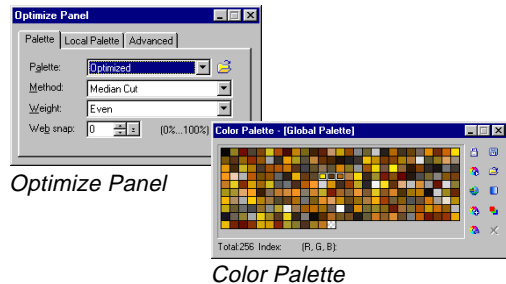 Optimize Panel
Palette Local Palette Advanced
Palette: Optimized
Method: Median Cut
Weight: Even
Web snap: 0 (0%...100%)
Optimize Panel
Color Palette - [Global Palette]
Total:256 Index: (R, G, B):
Color Palette